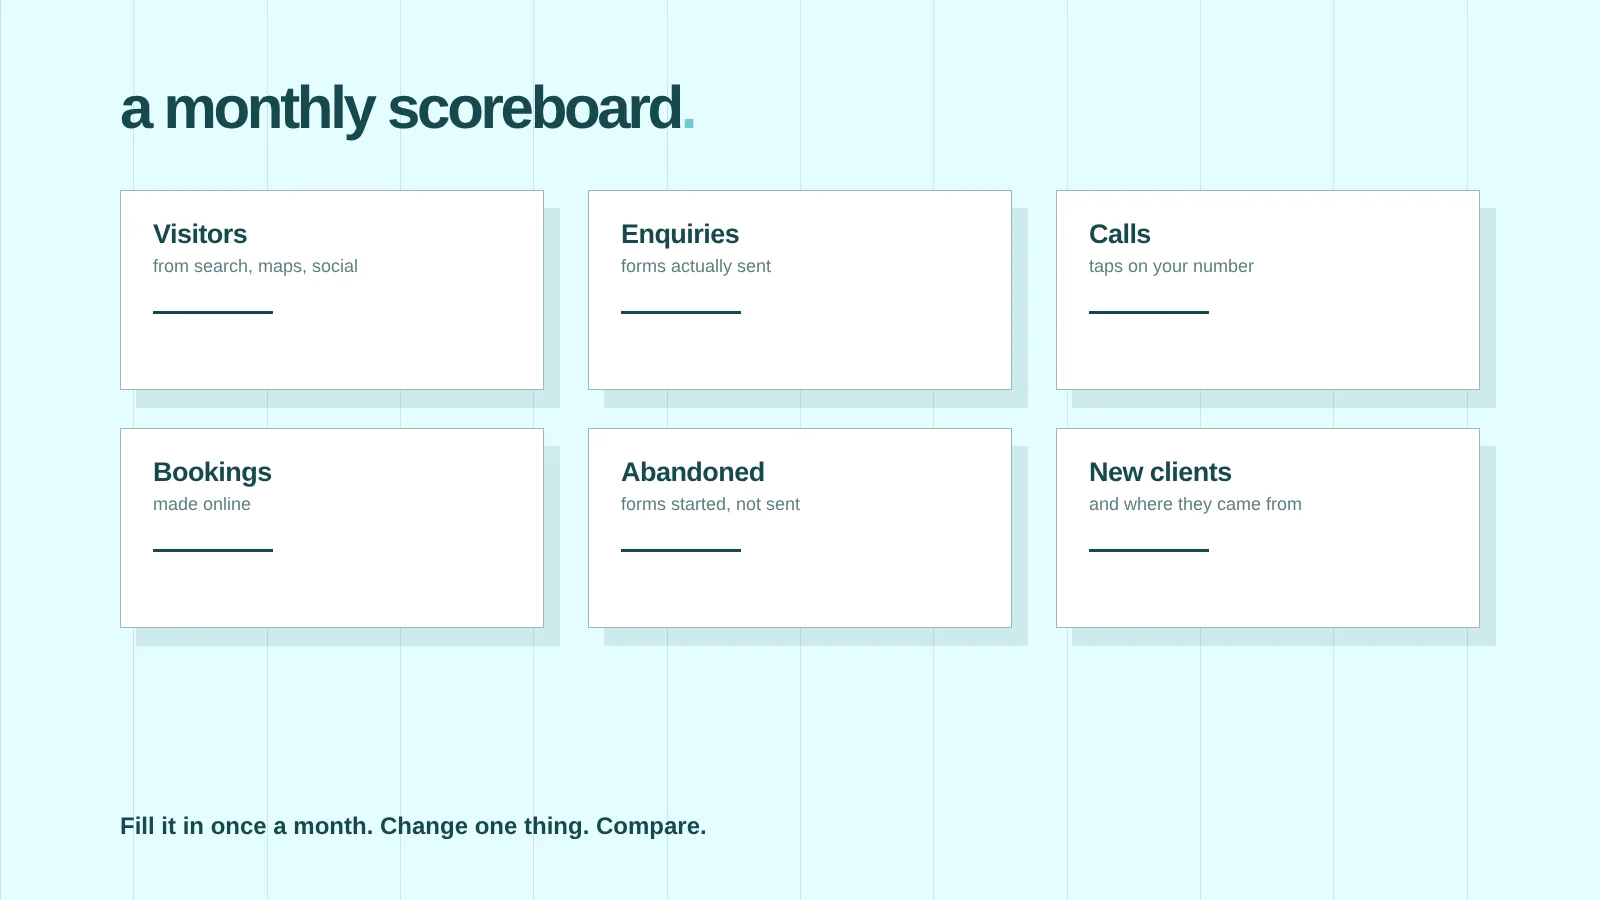 a monthly scoreboard.
Visitors
from search, maps, social
Enquiries
forms actually sent
Calls
taps on your number
Bookings
made online
Abandoned
forms started, not sent
New clients
and where they came from
Fill it in once a month. Change one thing. Compare.